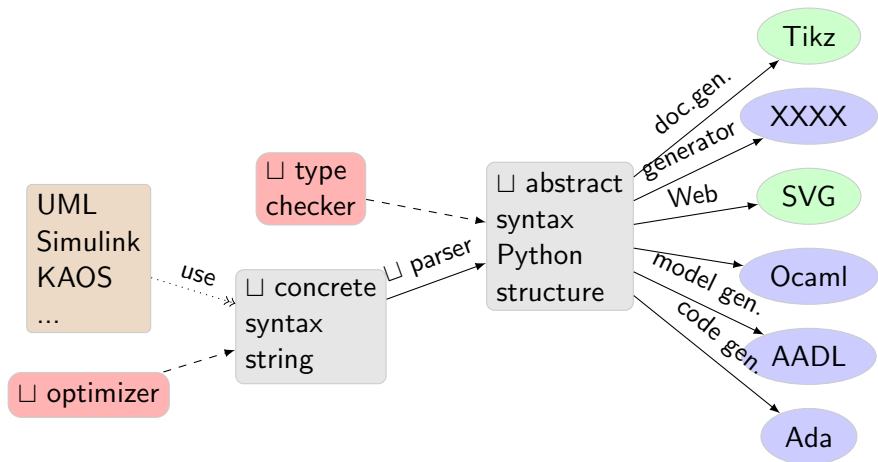 UML
Simulink
KAOS
...
use
⊔ optimizer
⊔ type
checker
⊔ concrete
syntax
string
⊔ parser
⊔ abstract
syntax
Python
structure
doc.gen.
generator
Web
model gen.
code gen.
Tikz
XXXX
SVG
Ocaml
AADL
Ada